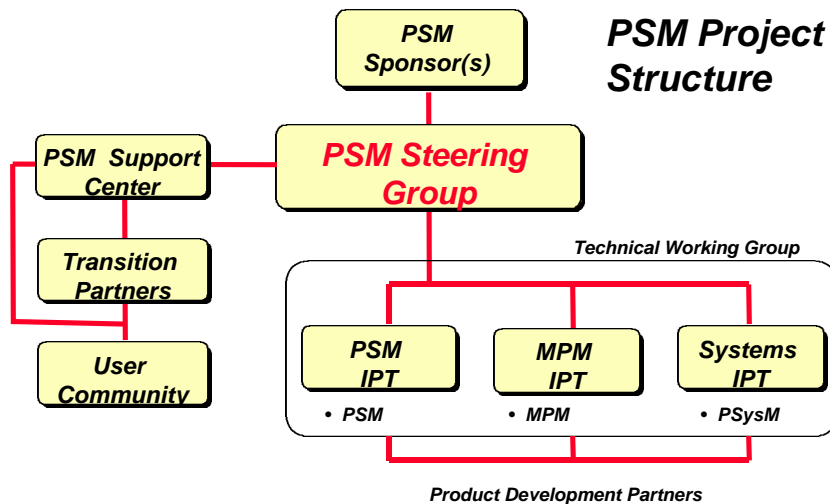 PSM Project
Structure
PSM
Sponsor(s)
PSM Steering
Group
PSM Support
Center
Transition
Partners
User
Community
Technical Working Group
PSM
IPT
MPM
IPT
Systems
IPT
• PSM
• MPM
• PSysM
Product Development Partners